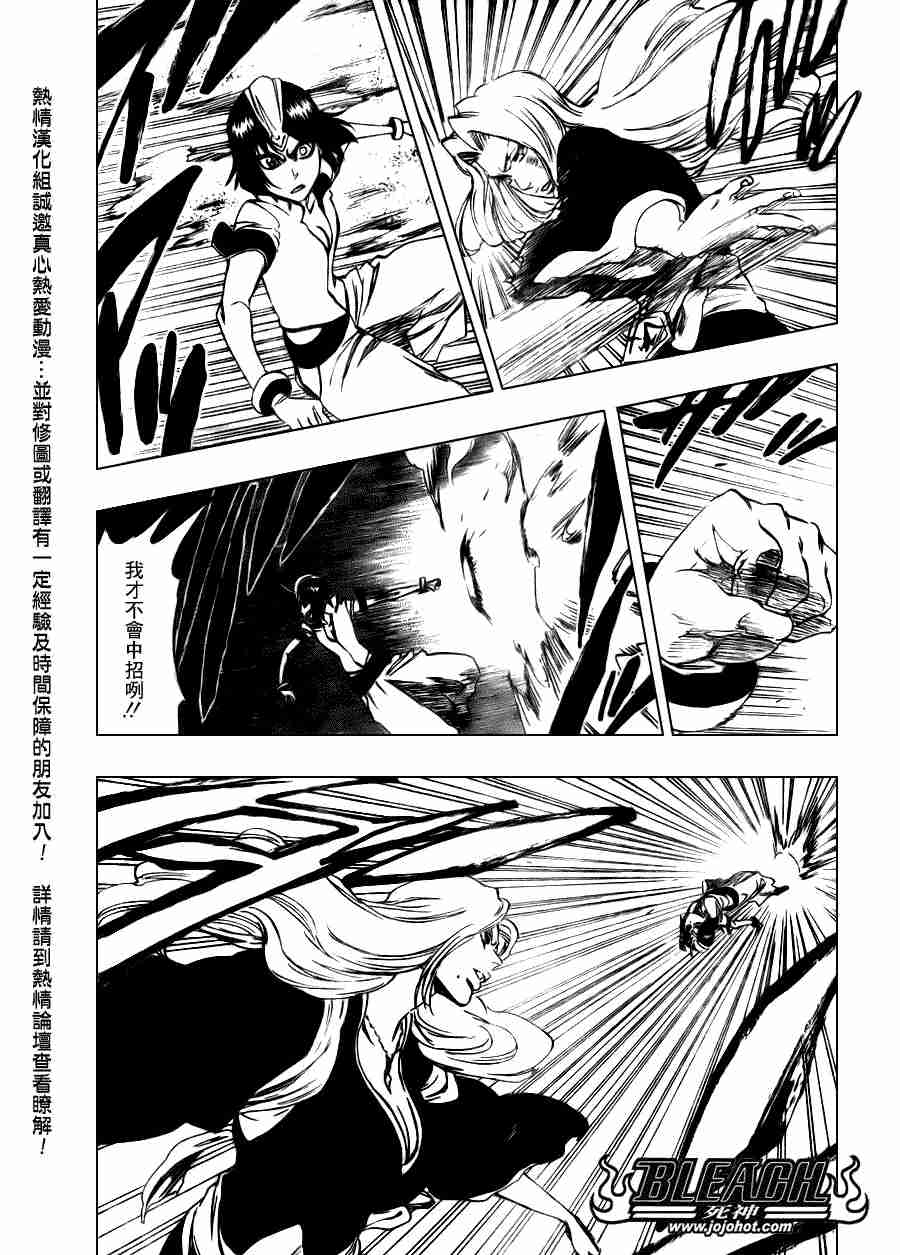 熱情漢化組誠邀真心熱愛動漫…並對修圖或翻譯有一定經驗及時間保障的朋友加入！ 詳情請到熱情論壇查看瞭解！
我才不會中招咧!!
BLEACH
死神
www.jojohot.com